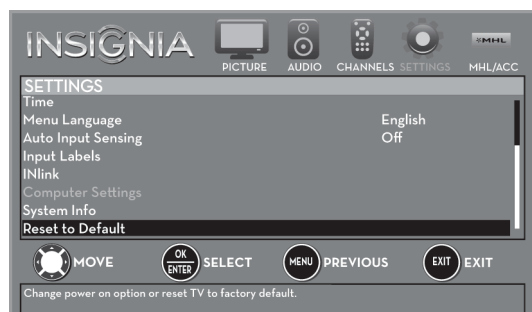 INSIGNIA
PICTURE AUDIO CHANNELS SETTINGS MHL/ACC
MHL
SETTINGS
Time
Menu Language English
Auto Input Sensing Off
Input Labels
INlink
Computer Settings
System Info
Reset to Default
MOVE OK ENTER SELECT MENU PREVIOUS EXIT EXIT
Change power on option or reset TV to factory default.